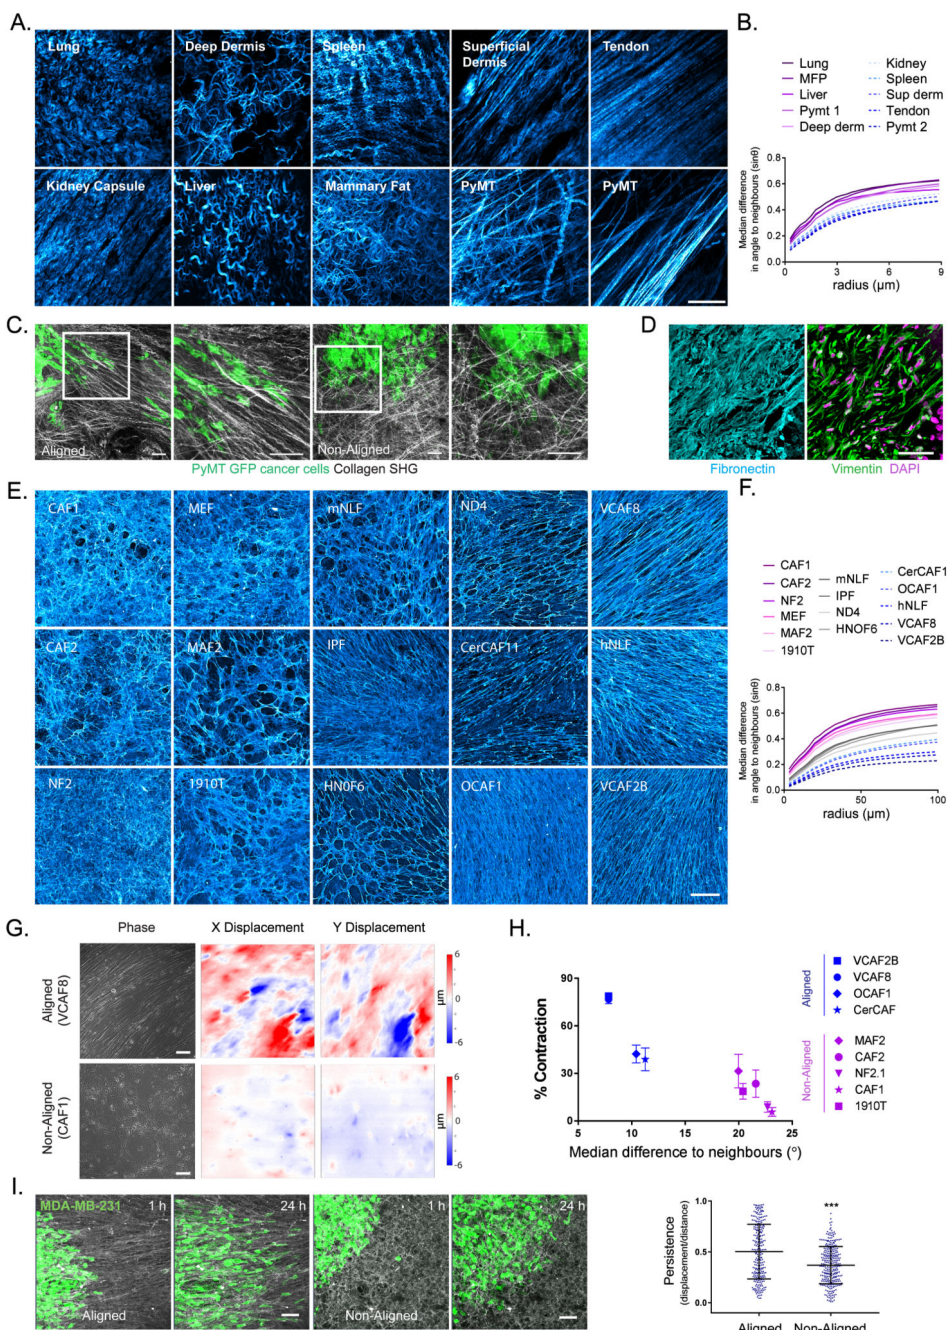 A.
Lung
Deep Dermis
Spleen
Superficial
Dermis
Tendon
Kidney Capsule
Liver
Mammary Fat
PyMT
PyMT
B.
Lung
MFP
Liver
Pymt 1
Deep derm
Kidney
Spleen
Sup derm
Tendon
Pymt 2
Median difference
in angle to neighbours (sinθ)
0.8
0.6
0.4
0.2
0.0
0
3
6
9
radius (µm)
C.
Aligned
Non-Aligned
PyMT GFP cancer cells Collagen SHG
D
Fibronectin
Vimentin DAPI
E.
CAF1
MEF
mNLF
ND4
VCAF8
CAF2
MAF2
IPF
CerCAF11
hNLF
NF2
1910T
HN0F6
OCAF1
VCAF2B
F.
CAF1
CAF2
NF2
MEF
MAF2
1910T
mNLF
IPF
ND4
HNOF6
CerCAF1
OCAF1
hNLF
VCAF8
VCAF2B
Median difference
in angle to neighbours (sinθ)
0.8
0.6
0.4
0.2
0.0
0
50
100
radius (µm)
G.
Phase
X Displacement
Y Displacement
Aligned
(VCAF8)
6
0
-6
µm
6
0
-6
µm
Non-Aligned
(CAF1)
6
0
-6
µm
6
0
-6
µm
H.
% Contraction
90
60
30
0
5
10
15
20
25
Median difference to neighbours (°)
Aligned
VCAF2B
VCAF8
OCAF1
CerCAF
Non-Aligned
MAF2
CAF2
NF2.1
CAF1
1910T
I.
MDA-MB-231
1 h
Aligned
24 h
1 h
Non-Aligned
24 h
Persistence
(displacement/distance)
1.0
0.5
0.0
***
Aligned
Non-Aligned